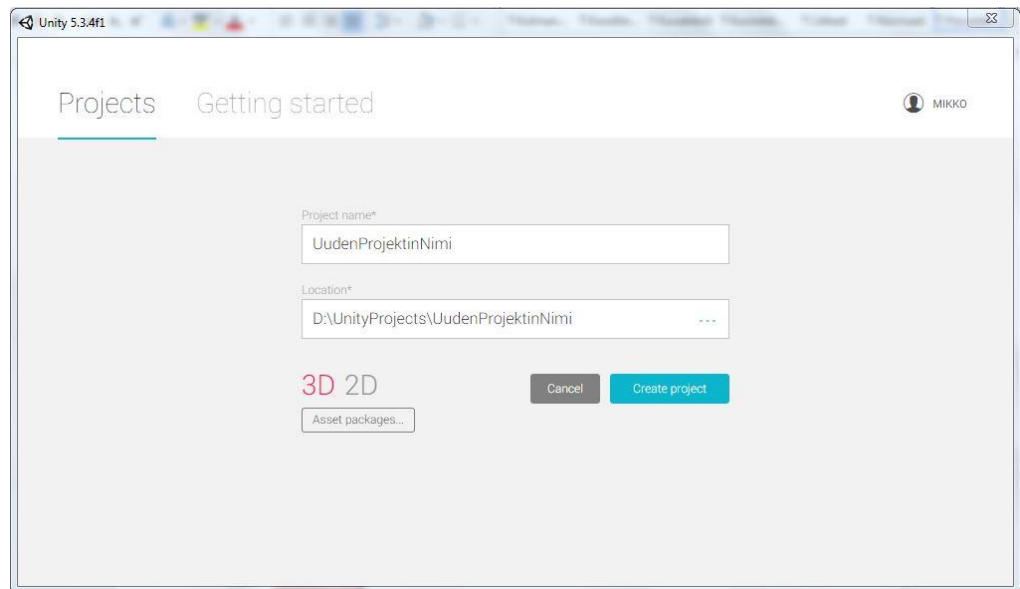 Unity 5.3.4f1
Projects Getting started MIKKO
Project name*
UudenProjektinNimi
Location*
D:\UnityProjects\UudenProjektinNimi ---
3D 2D Cancel Create project
Asset packages...